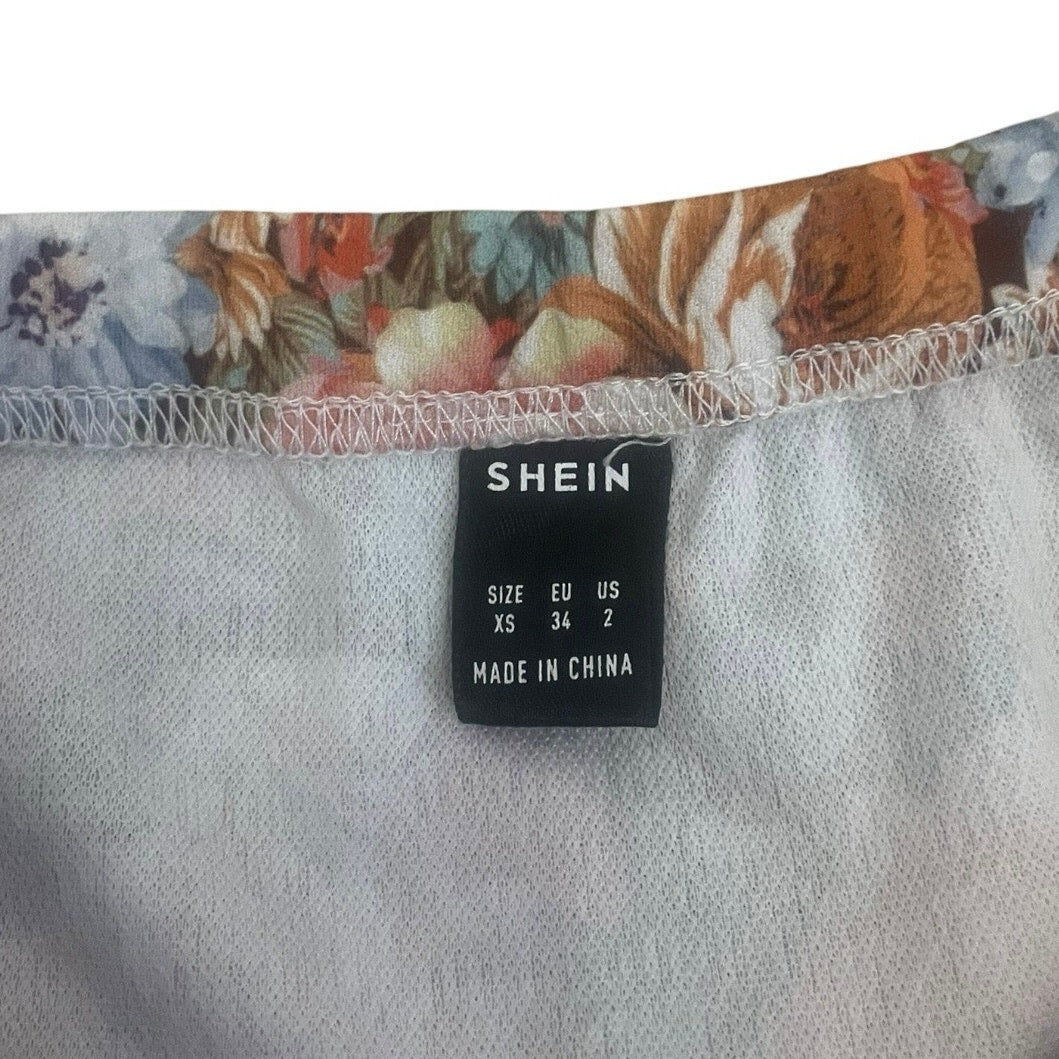 SHEIN
SIZE EU US
XS 34 2
MADE IN CHINA